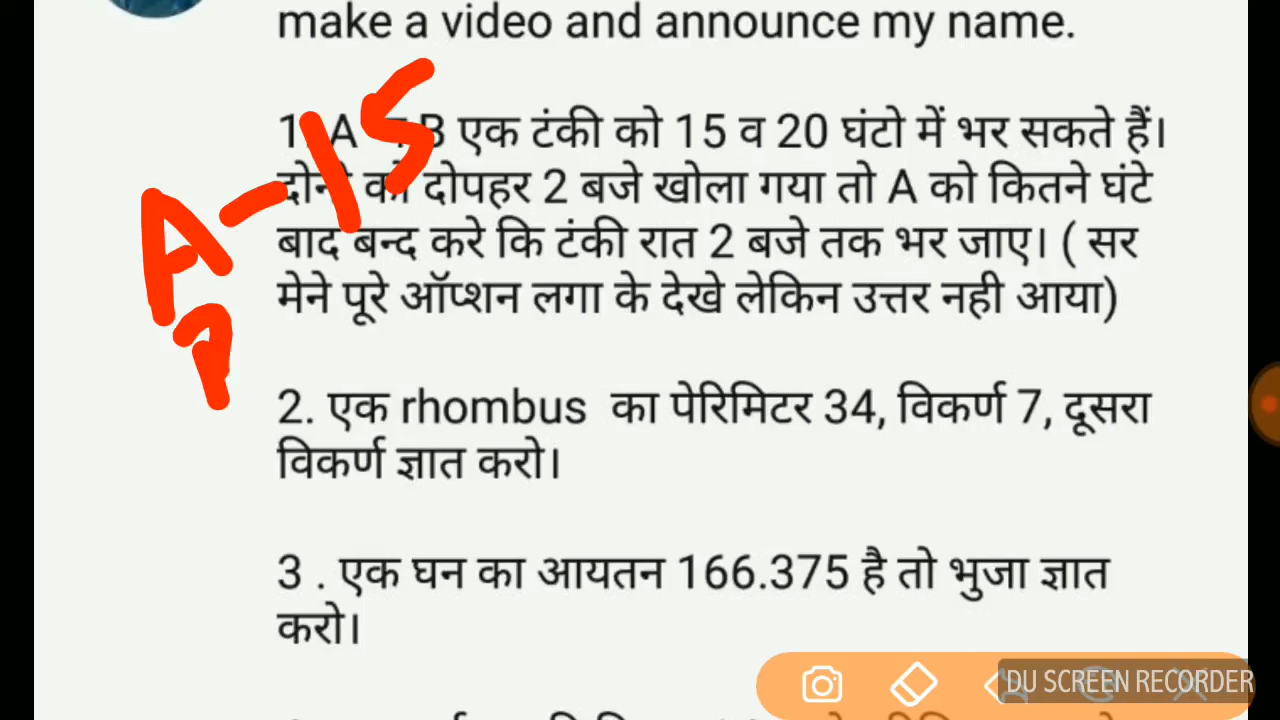 make a video and announce my name.
1. A व B एक टंकी को 15 व 20 घंटो में भर सकते हैं।
दोनो को दोपहर 2 बजे खोला गया तो A को कितने घंटे
बाद बन्द करे कि टंकी रात 2 बजे तक भर जाए। ( सर
मेने पूरे ऑप्शन लगा के देखे लेकिन उत्तर नही आया)
A-15
2. एक rhombus का पेरिमिटर 34, विकर्ण 7, दूसरा
विकर्ण ज्ञात करो।
3 . एक घन का आयतन 166.375 है तो भुजा ज्ञात
करो।
DU SCREEN RECORDER